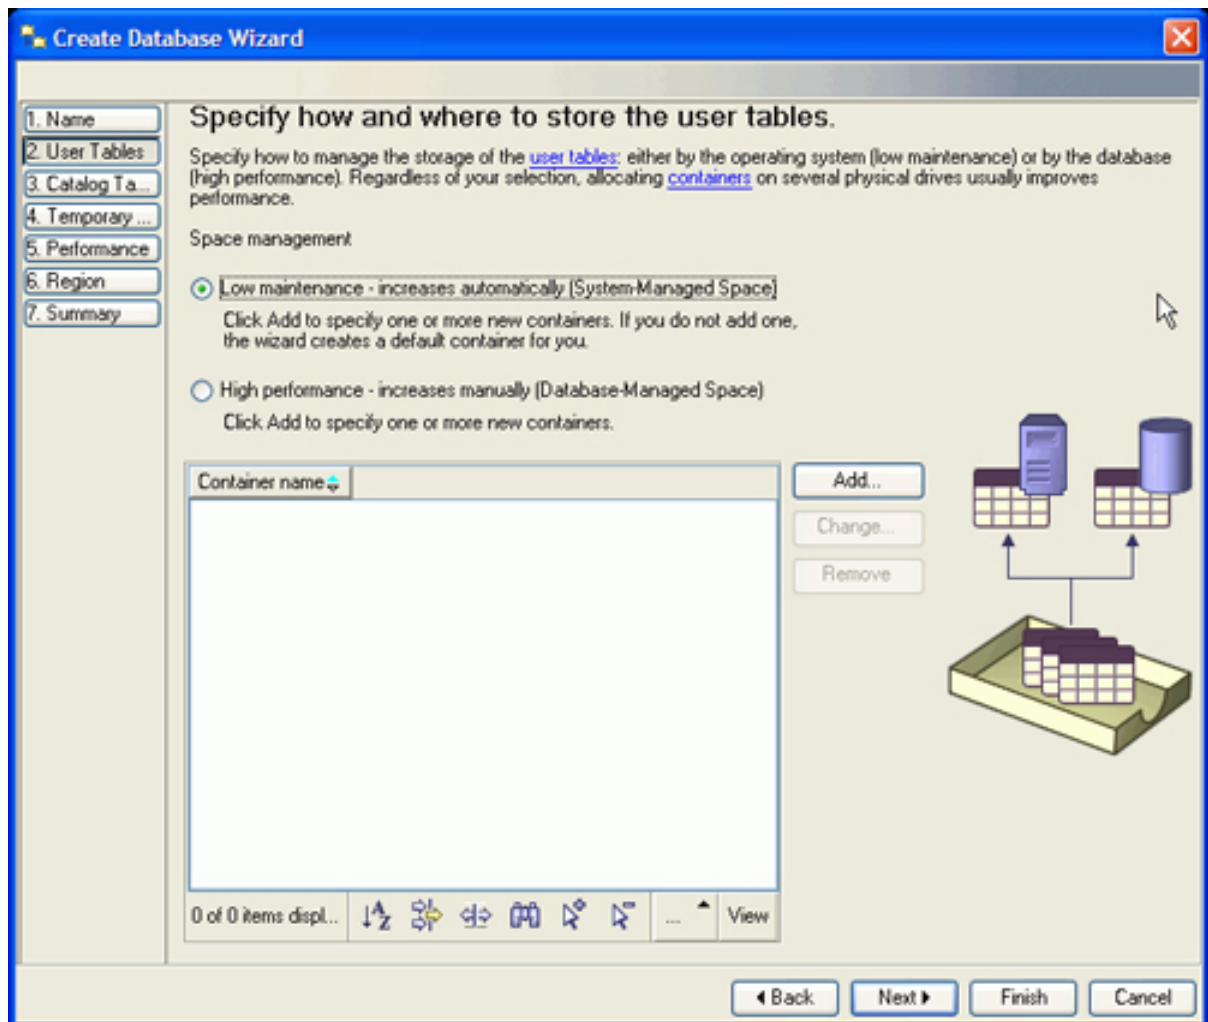 Create Database Wizard
1. Name
2. User Tables
3. Catalog Ta...
4. Temporary ...
5. Performance
6. Region
7. Summary
Specify how and where to store the user tables.
Specify how to manage the storage of the user tables: either by the operating system (low maintenance) or by the database
(high performance). Regardless of your selection, allocating containers on several physical drives usually improves
performance.
Space management
Low maintenance - increases automatically (System-Managed Space)
Click Add to specify one or more new containers. If you do not add one,
the wizard creates a default container for you.
High performance - increases manually (Database-Managed Space)
Click Add to specify one or more new containers.
Container name
Add...
Change...
Remove
0 of 0 items displ...
A
Z
...
View
Back
Next
Finish
Cancel